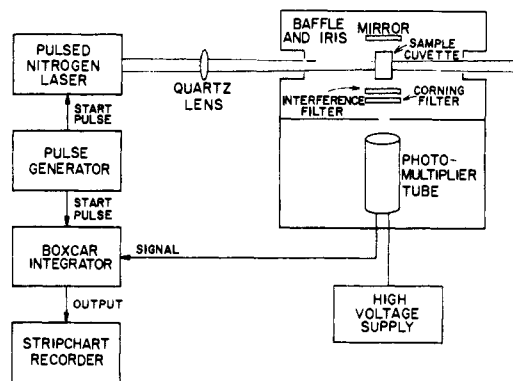 PULSED
NITROGEN
LASER
QUARTZ
LENS
BAFFLE
AND IRIS
MIRROR
SAMPLE
CUVETTE
INTERFERENCE
FILTER
CORNING
FILTER
START
PULSE
PULSE
GENERATOR
START
PULSE
PHOTO-
MULTIPLIER
TUBE
BOXCAR
INTEGRATOR
SIGNAL
OUTPUT
HIGH
VOLTAGE
SUPPLY
STRIPCHART
RECORDER